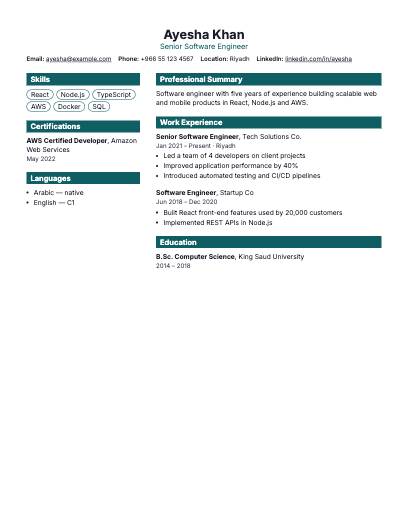 Ayesha Khan
Senior Software Engineer
Email: ayesha@example.com Phone: +966 55 123 4567 Location: Riyadh LinkedIn: linkedin.com/in/ayesha
Skills
React Node.js TypeScript
AWS Docker SQL
Certifications
AWS Certified Developer, Amazon
Web Services
May 2022
Languages
• Arabic — native
• English — C1
Professional Summary
Software engineer with five years of experience building scalable web
and mobile products in React, Node.js and AWS.
Work Experience
Senior Software Engineer, Tech Solutions Co.
Jan 2021 – Present · Riyadh
• Led a team of 4 developers on client projects
• Improved application performance by 40%
• Introduced automated testing and CI/CD pipelines
Software Engineer, Startup Co
Jun 2018 – Dec 2020
• Built React front-end features used by 20,000 customers
• Implemented REST APIs in Node.js
Education
B.Sc. Computer Science, King Saud University
2014 – 2018